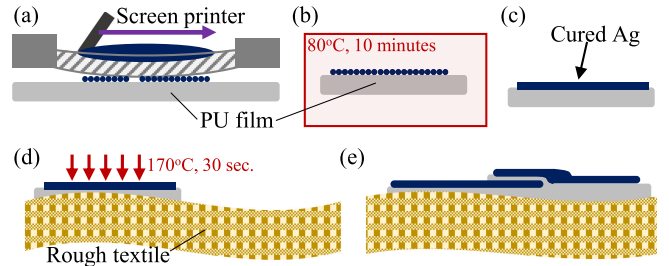 (a)
Screen printer
(b)
80°C, 10 minutes
(c)
Cured Ag
PU film
(d)
170°C, 30 sec.
(e)
Rough textile